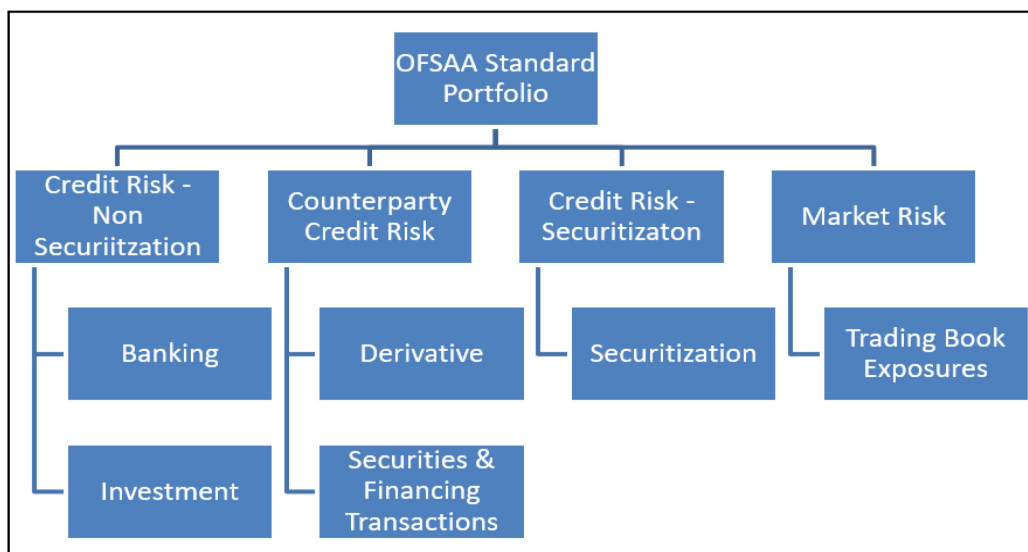 OFSAA Standard
Portfolio
Credit Risk -
Non
Securiitzation
Counterparty
Credit Risk
Credit Risk -
Securitizaton
Market Risk
Banking
Derivative
Securitization
Trading Book
Exposures
Investment
Securities &
Financing
Transactions